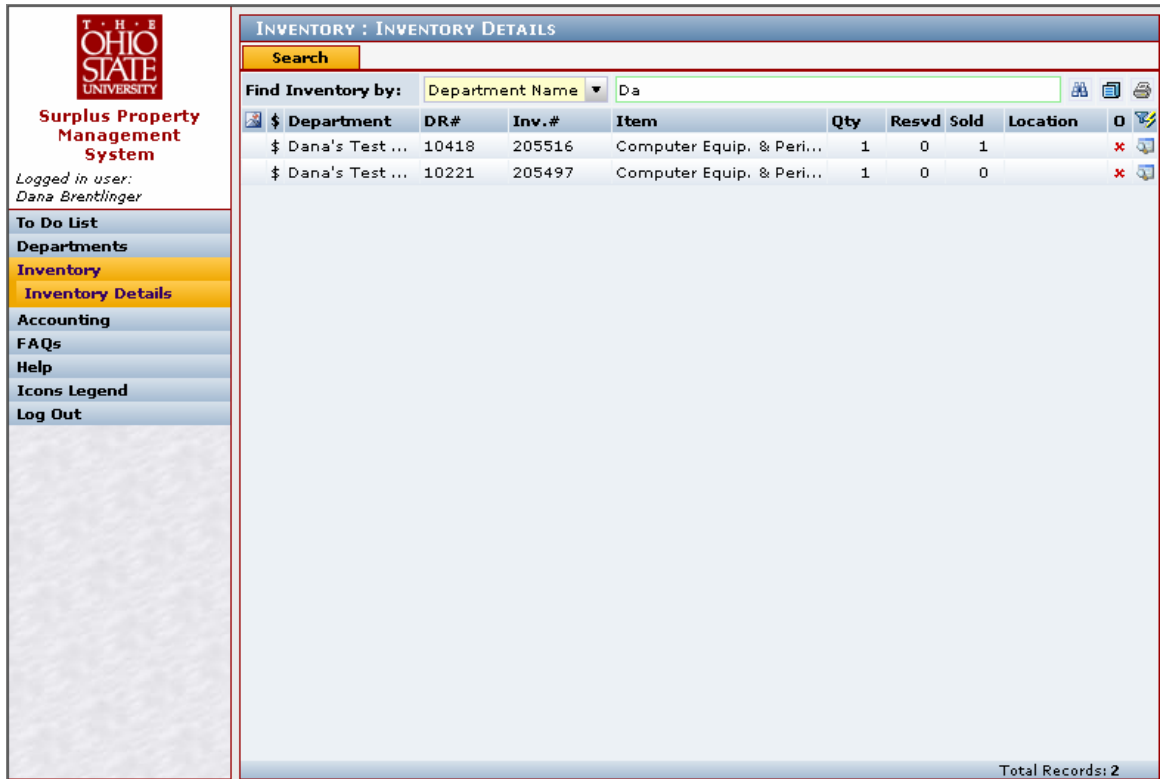 T · H · E
OHIO
STATE
UNIVERSITY
Surplus Property
Management
System
Logged in user:
Dana Brentlinger
To Do List
Departments
Inventory
Inventory Details
Accounting
FAQs
Help
Icons Legend
Log Out
INVENTORY : INVENTORY DETAILS
Search
Find Inventory by: Department Name Da
$ Department DR# Inv.# Item Qty Resvd Sold Location O
$ Dana's Test ... 10418 205516 Computer Equip. & Peri... 1 0 1
$ Dana's Test ... 10221 205497 Computer Equip. & Peri... 1 0 0
Total Records: 2